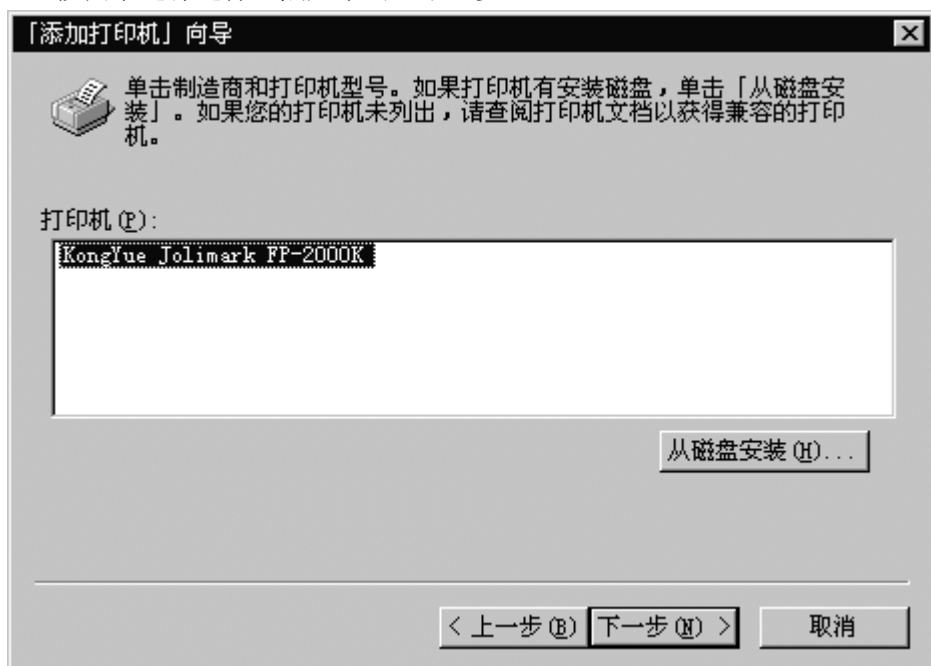 「添加打印机」向导
单击制造商和打印机型号。如果打印机有安装磁盘，单击「从磁盘安
装」。如果您的打印机未列出，请查阅打印机文档以获得兼容的打印
机。
打印机(P):
KongYue Jolimark FP-2000K
从磁盘安装(H)...
< 上一步(B)
下一步(N) >
取消